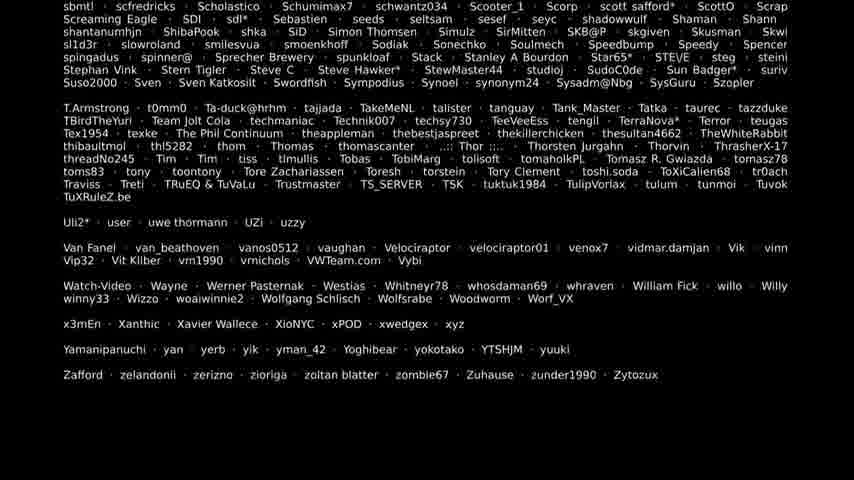 sbmtl · scfredricks · Scholastico · Schumimax7 · schwantz034 · Scooter_1 · Scorp · scott safford* · ScottO · Scrap
Screaming Eagle · SDI · sdl* · Sebastien · seeds · seltsam · sesef · seyc · shadowwulf · Shaman · Shann
shantanumhjn · ShibaPook · shka · SiD · Simon Thomsen · Simulz · SirMitten · SKB@P · skgiven · Skusman · Skwi
sl1d3r · slowroland · smilesvua · smoenkhoff · Sodiak · Sonechko · Soulmech · Speedbump · Speedy · Spencer
spingadus · spinner@ · Sprecher Brewery · spunkloaf · Stack · Stanley A Bourdon · Star65* · STE\/E · steg · steini
Stephan Vink · Stern Tigler · Steve C · Steve Hawker* · StewMaster44 · studioj · SudoC0de · Sun Badger* · suriv
Suso2000 · Sven · Sven Katkosilt · Swordfish · Sympodius · Synoel · synonym24 · Sysadm@Nbg · SysGuru · Szopler
T.Armstrong · t0mm0 · Ta-duck@hrhm · tajjada · TakeMeNL · talister · tanguay · Tank_Master · Tatka · taurec · tazzduke
TBirdTheYuri · Team Jolt Cola · techmaniac · Technik007 · techsy730 · TeeVeeEss · tengil · TerraNova* · Terror · teugas
Tex1954 · texke · The Phil Continuum · theappleman · thebestjaspreet · thekillerchicken · thesultan4662 · TheWhiteRabbit
thibaultmol · thl5282 · thom · Thomas · thomascanter · ..::: Thor :::.. · Thorsten Jurgahn · Thorvin · ThrasherX-17
threadNo245 · Tim · Tim · tiss · tlmullis · Tobas · TobiMarg · tolisoft · tomaholkPL · Tomasz R. Gwiazda · tomasz78
toms83 · tony · toontony · Tore Zachariassen · Toresh · torstein · Tory Clement · toshi.soda · ToXiCalien68 · tr0ach
Traviss · Treti · TRuEQ & TuVaLu · Trustmaster · TS_SERVER · TSK · tuktuk1984 · TulipVorlax · tulum · tunmoi · Tuvok
TuXRuleZ.be
Uli2* · user · uwe thormann · UZi · uzzy
Van Fanel · van_beathoven · vanos0512 · vaughan · Velociraptor · velociraptor01 · venox7 · vidmar.damjan · Vik · vinn
Vip32 · Vit Kliber · vm1990 · vmichols · VWTeam.com · Vybi
Watch-Video · Wayne · Werner Pasternak · Westias · Whitneyr78 · whosdaman69 · whraven · William Fick · willo · Willy
winny33 · Wizzo · woaiwinnie2 · Wolfgang Schlisch · Wolfsrabe · Woodworm · Worf_VX
x3mEn · Xanthic · Xavier Wallece · XioNYC · xPOD · xwedgex · xyz
Yamanipanuchi · yan · yerb · yik · yman_42 · Yoghibear · yokotako · YTSHJM · yuuki
Zafford · zelandonii · zerizno · zioriga · zoltan blatter · zombie67 · Zuhause · zunder1990 · Zytozux